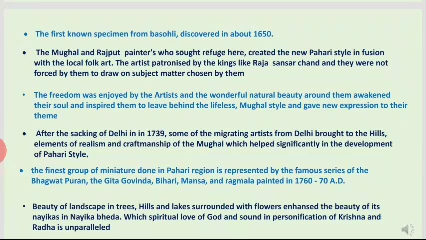 The first known specimen from basohli, discovered in about 1650.
The Mughal and Rajput painter's who sought refuge here, created the new Pahari style in fusion
with the local folk art. The artist patronised by the kings like Raja sansar chand and they were not
forced by them to draw on subject matter chosen by them
The freedom was enjoyed by the Artists and the wonderful natural beauty around them awakened
their soul and inspired them to leave behind the lifeless, Mughal style and gave new expression to their
theme
After the sacking of Delhi in 1739, some of the migrating artists from Delhi brought to the Hills,
elements of realism and craftmanship of the Mughal which helped significantly in the development
of Pahari Style.
the finest group of miniature done in Pahari region is represented by the famous series of the
Bhagwat Puran, the Gita Govinda, Bihari, Mansa, and ragmala painted in 1760 - 70 A.D.
Beauty of landscape in trees, Hills and lakes surrounded with flowers enhansed the beauty of its
nayikas in Nayika bheda. Which spiritual love of God and sound in personification of Krishna and
Radha is unparalleled